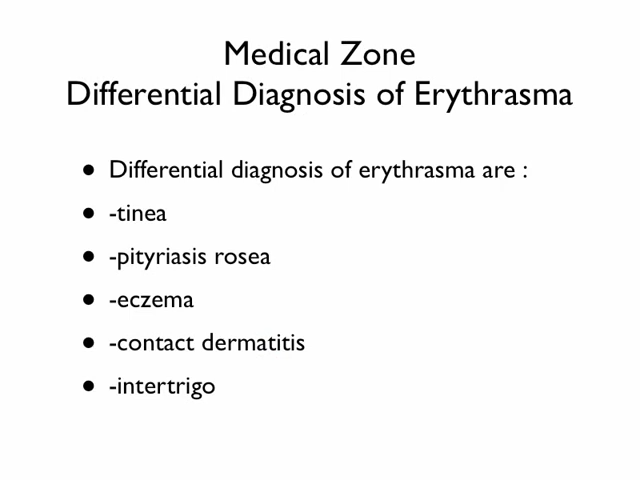 Medical Zone
Differential Diagnosis of Erythrasma
• Differential diagnosis of erythrasma are :
• -tinea
• -pityriasis rosea
• -eczema
• -contact dermatitis
• -intertrigo